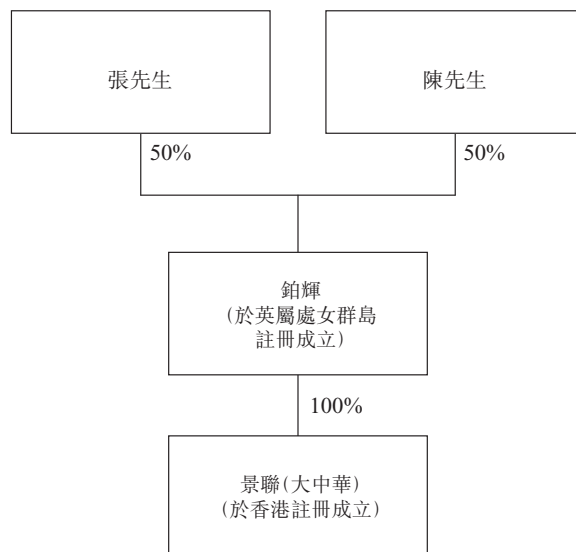 張先生
陳先生
50%
50%
鉑輝
(於英屬處女群島
註冊成立)
100%
景聯(大中華)
(於香港註冊成立)